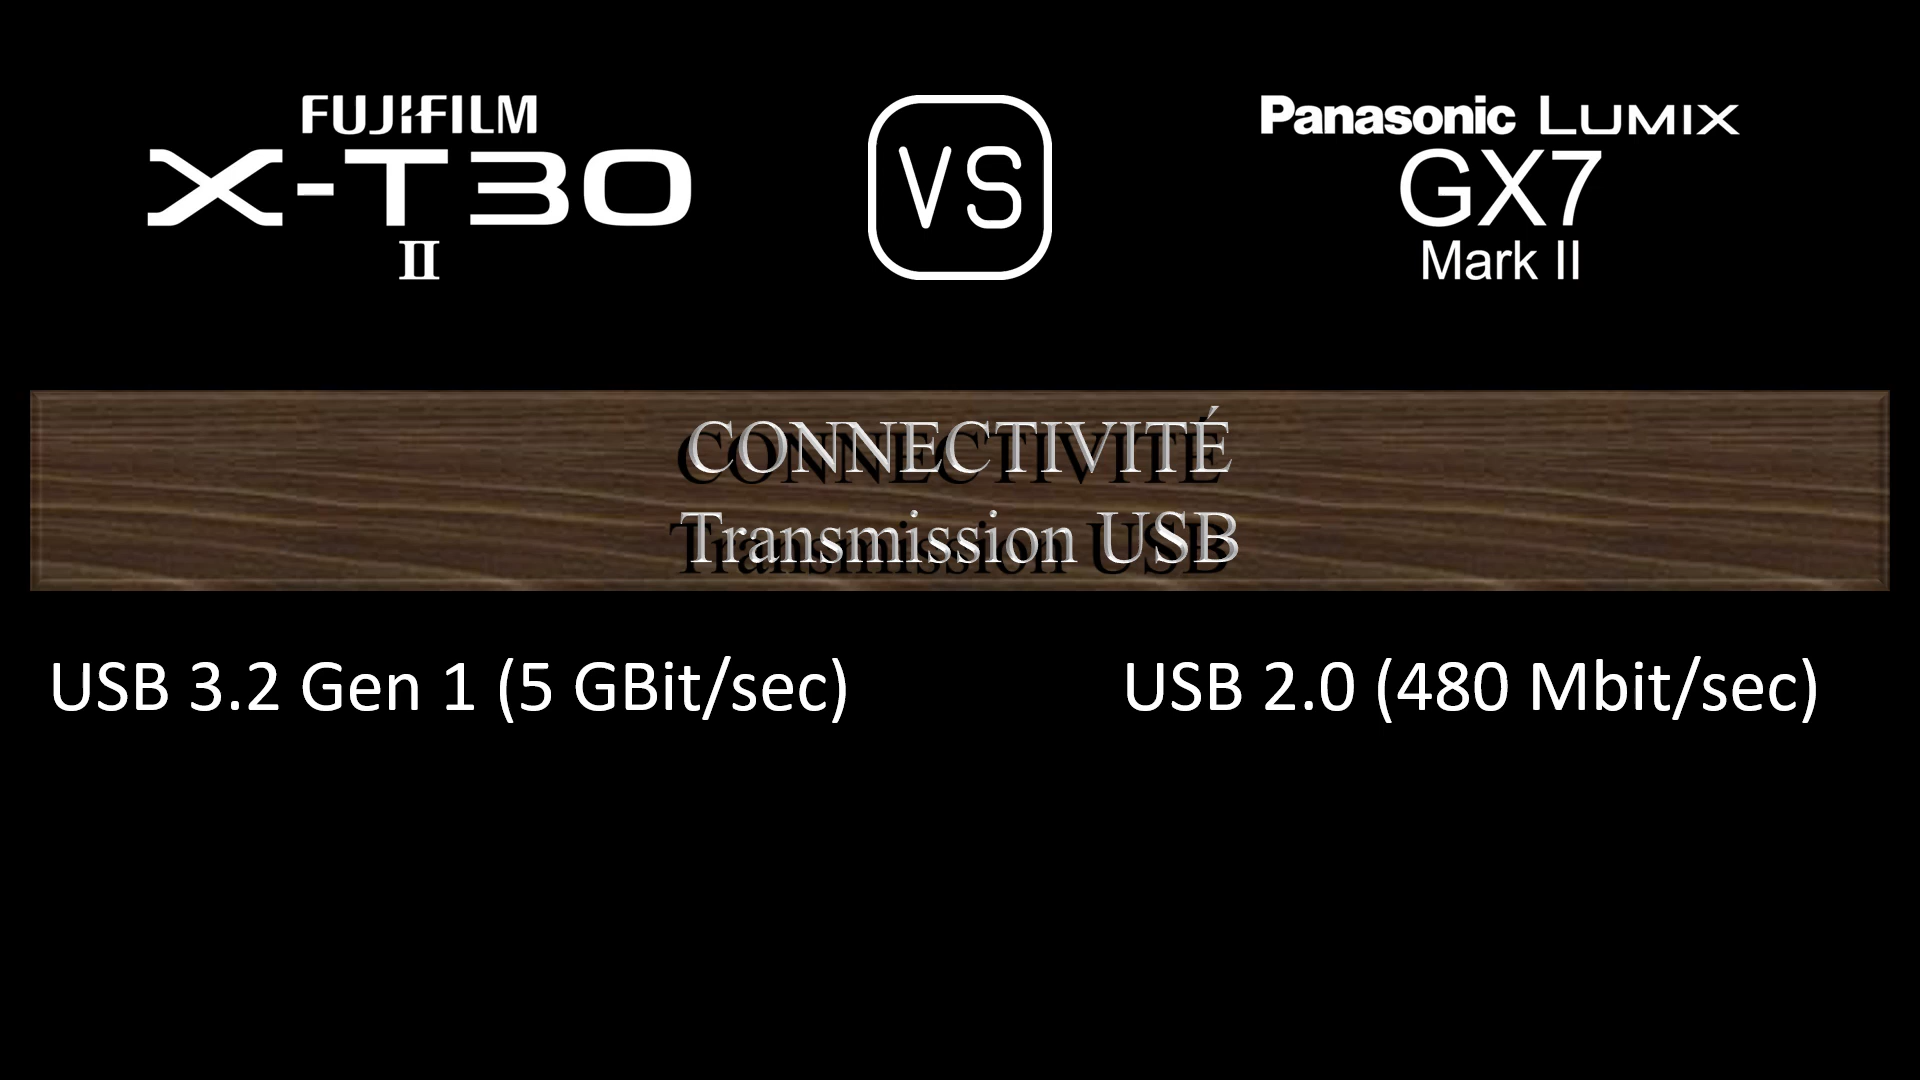 FUJIFILM
X-T30
II
VS
Panasonic LUMIX
GX7
Mark II
CONNECTIVITÉ
Transmission USB
USB 3.2 Gen 1 (5 GBit/sec)
USB 2.0 (480 Mbit/sec)